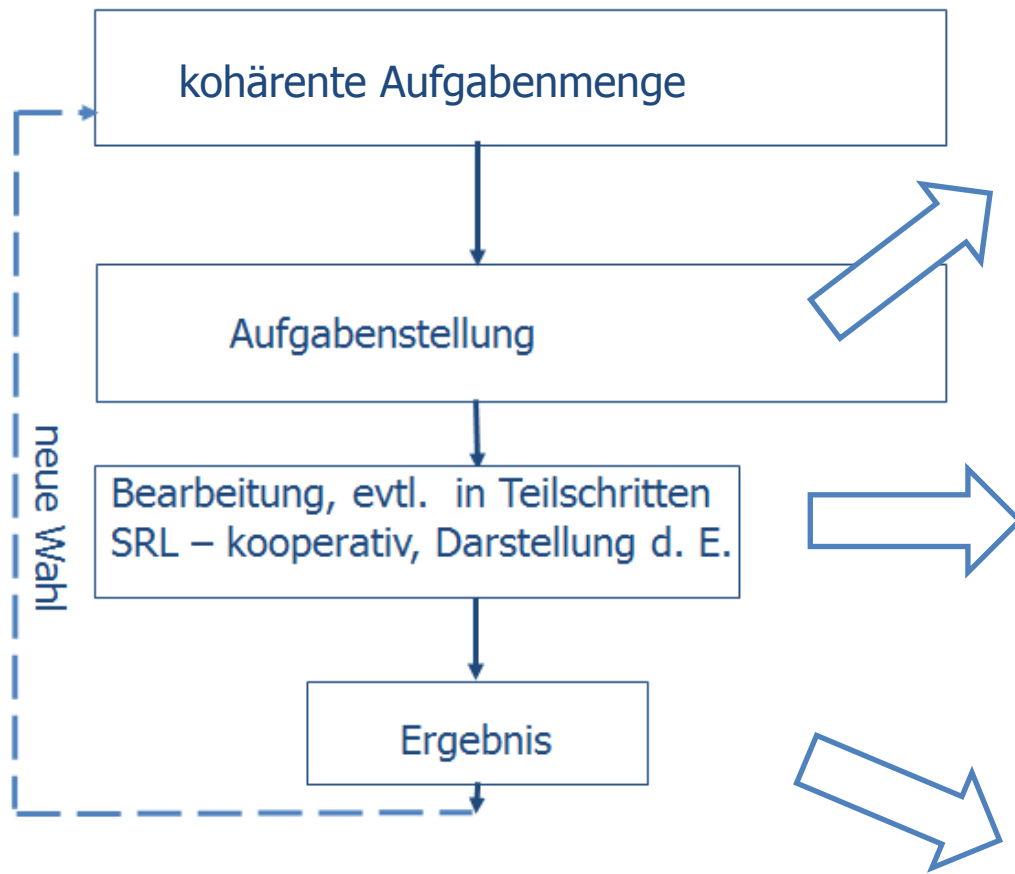 kohärente Aufgabenmenge
Aufgabenstellung
Bearbeitung, evtl. in Teilschritten
SRL – kooperativ, Darstellung d. E.
Ergebnis
neue Wahl